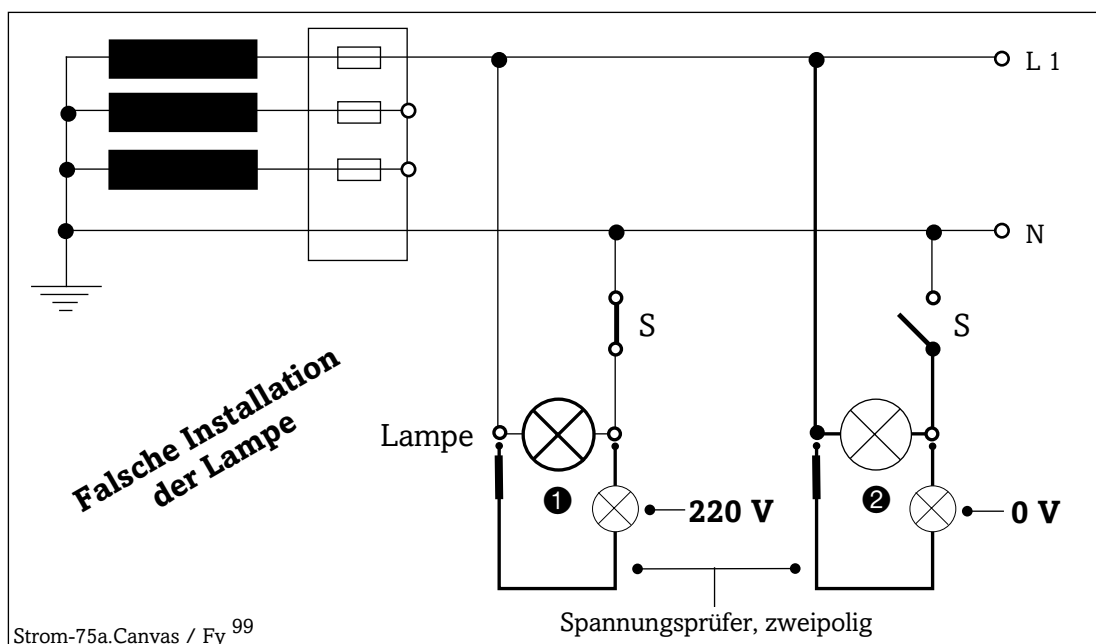 L 1
N
S
S
Falsche Installation
der Lampe
Lampe
❶
❷
220 V
0 V
Spannungsprüfer, zweipolig
Strom-75a.Canvas / Fy 99